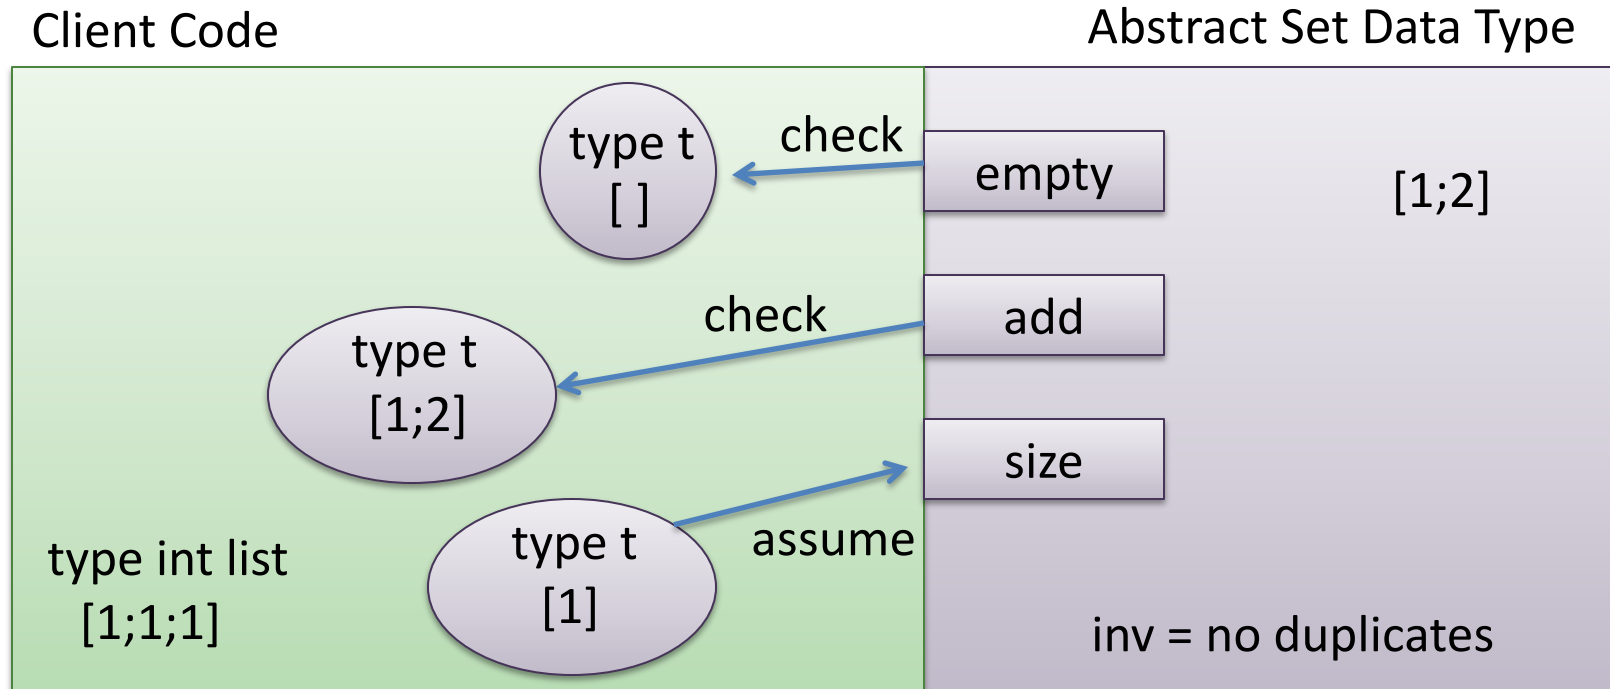 Client Code
Abstract Set Data Type
type t
[ ]
check
empty
[1;2]
check
add
type t
[1;2]
size
assume
type t
[1]
type int list
[1;1;1]
inv = no duplicates